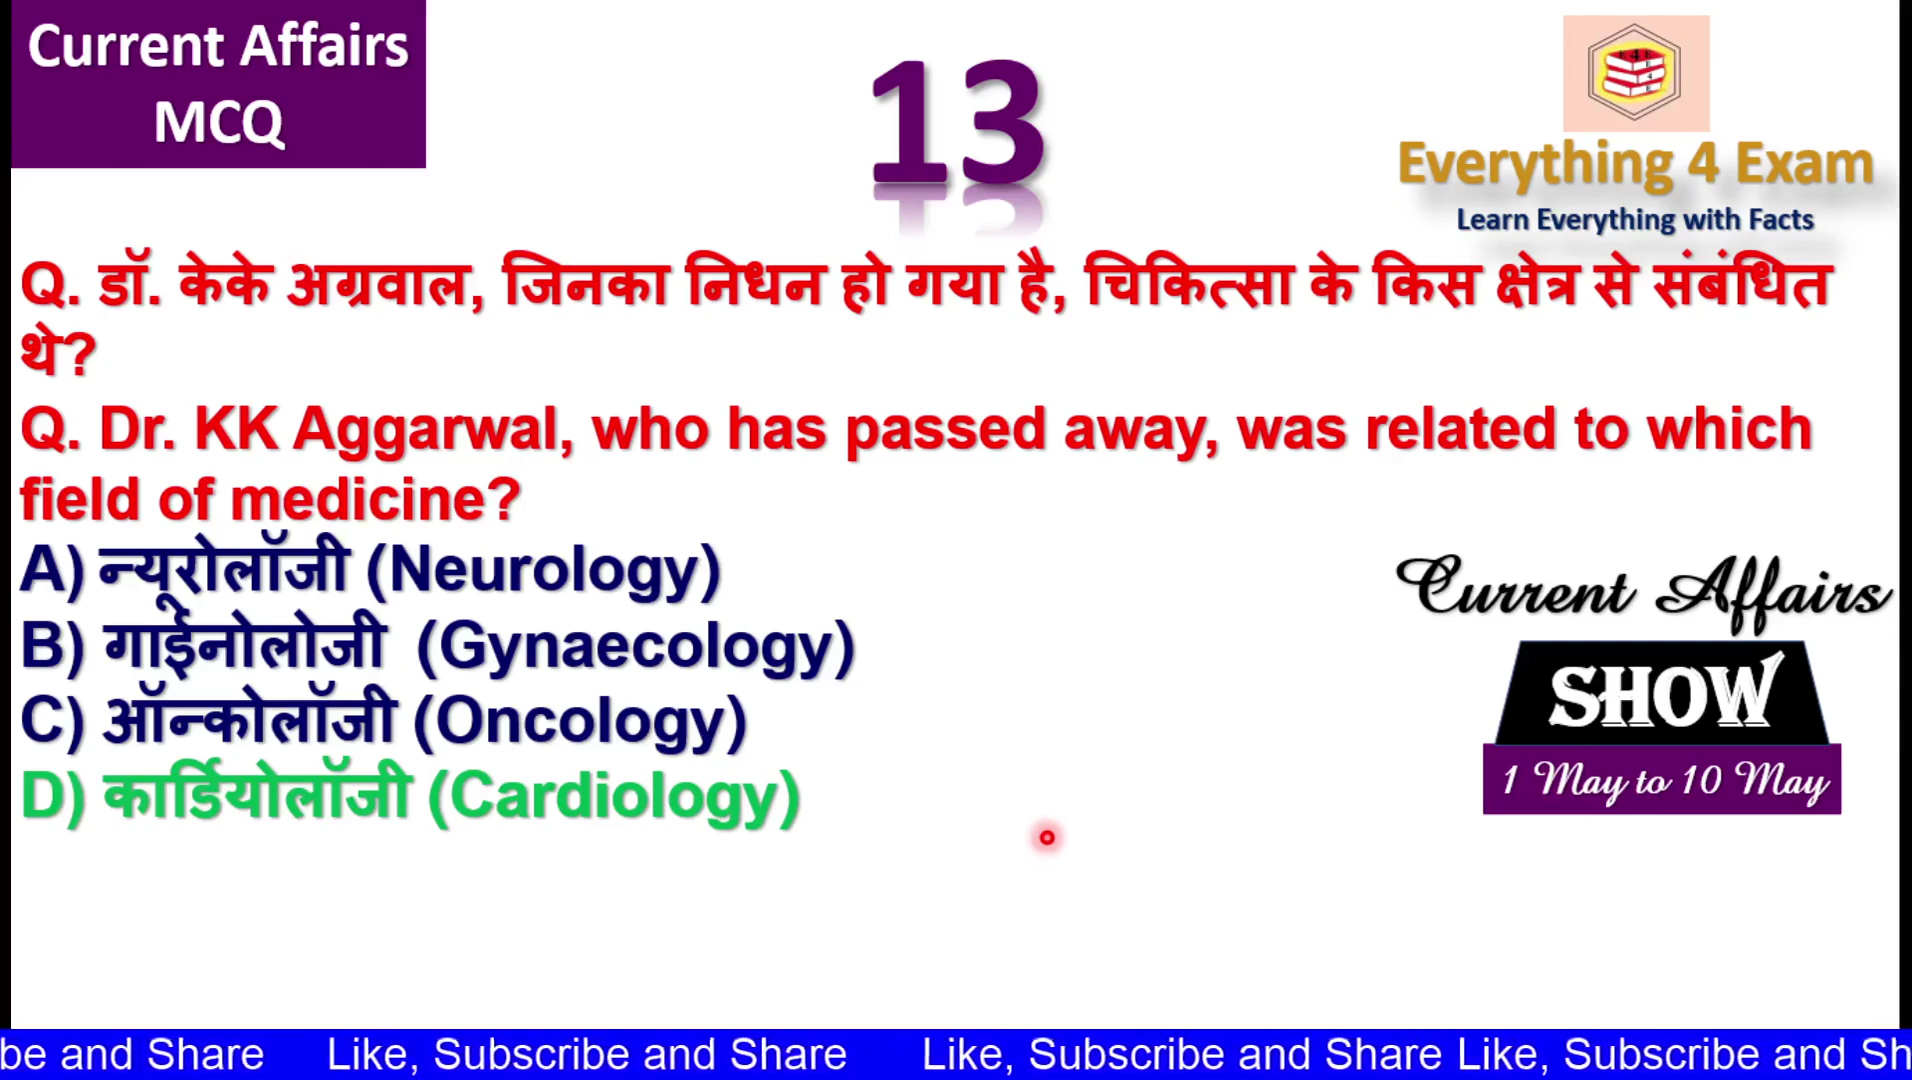 Current Affairs
MCQ
13
Everything 4 Exam
Learn Everything with Facts
Q. डॉ. केके अग्रवाल, जिनका निधन हो गया है, चिकित्सा के किस क्षेत्र से संबंधित
थे?
Q. Dr. KK Aggarwal, who has passed away, was related to which
field of medicine?
A) न्यूरोलॉजी (Neurology)
B) गाईनोलोजी (Gynaecology)
C) ऑन्कोलॉजी (Oncology)
D) कार्डियोलॉजी (Cardiology)
Current Affairs
SHOW
1 May to 10 May
be and Share Like, Subscribe and Share Like, Subscribe and Share Like, Subscribe and Sh